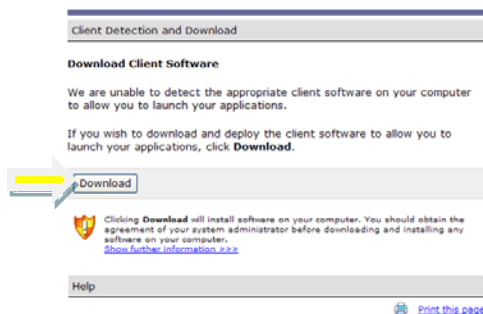 Client Detection and Download
Download Client Software
We are unable to detect the appropriate client software on your computer
to allow you to launch your applications.
If you wish to download and deploy the client software to allow you to
launch your applications, click Download.
Download
Clicking Download will install software on your computer. You should obtain the
agreement of your system administrator before downloading and installing any
software on your computer.
Show further information >>>
Help
Print this page